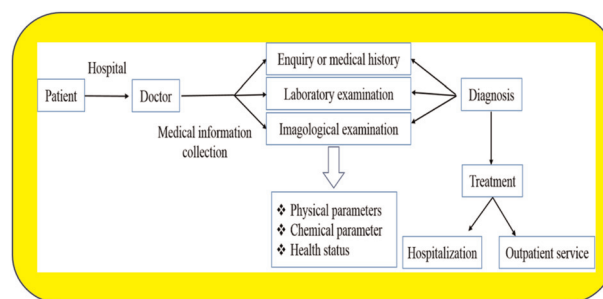 Hospital
Patient
Doctor
Medical information
collection
Enquiry or medical history
Laboratory examination
Imagological examination
❖ Physical parameters
❖ Chemical parameter
❖ Health status
Diagnosis
Treatment
Hospitalization
Outpatient service